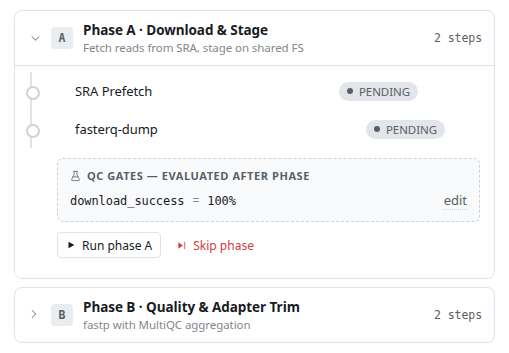 A
Phase A · Download & Stage
Fetch reads from SRA, stage on shared FS
2 steps
SRA Prefetch
PENDING
fasterq-dump
PENDING
QC GATES — EVALUATED AFTER PHASE
download_success = 100%
edit
Run phase A
Skip phase
B
Phase B · Quality & Adapter Trim
fastp with MultiQC aggregation
2 steps